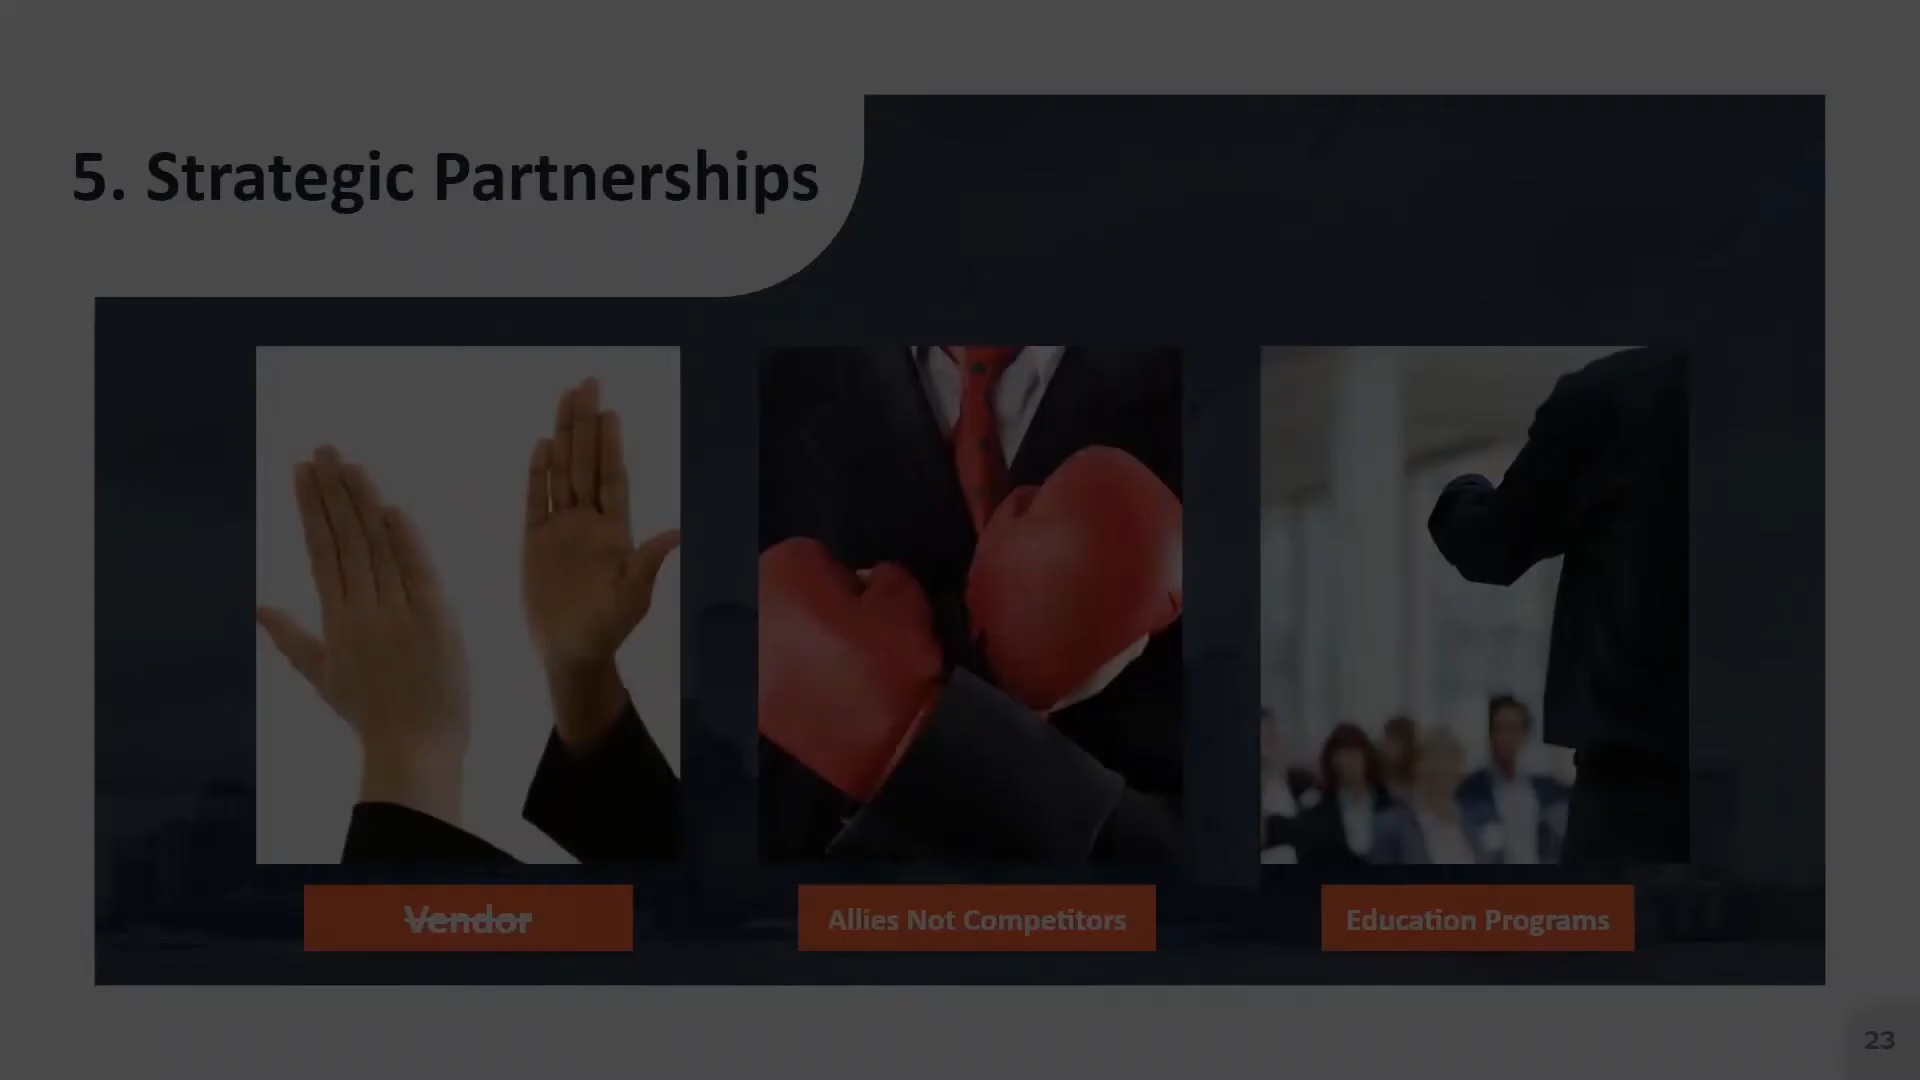 5. Strategic Partnerships
Vendor
Allies Not Competitors
Education Programs
23